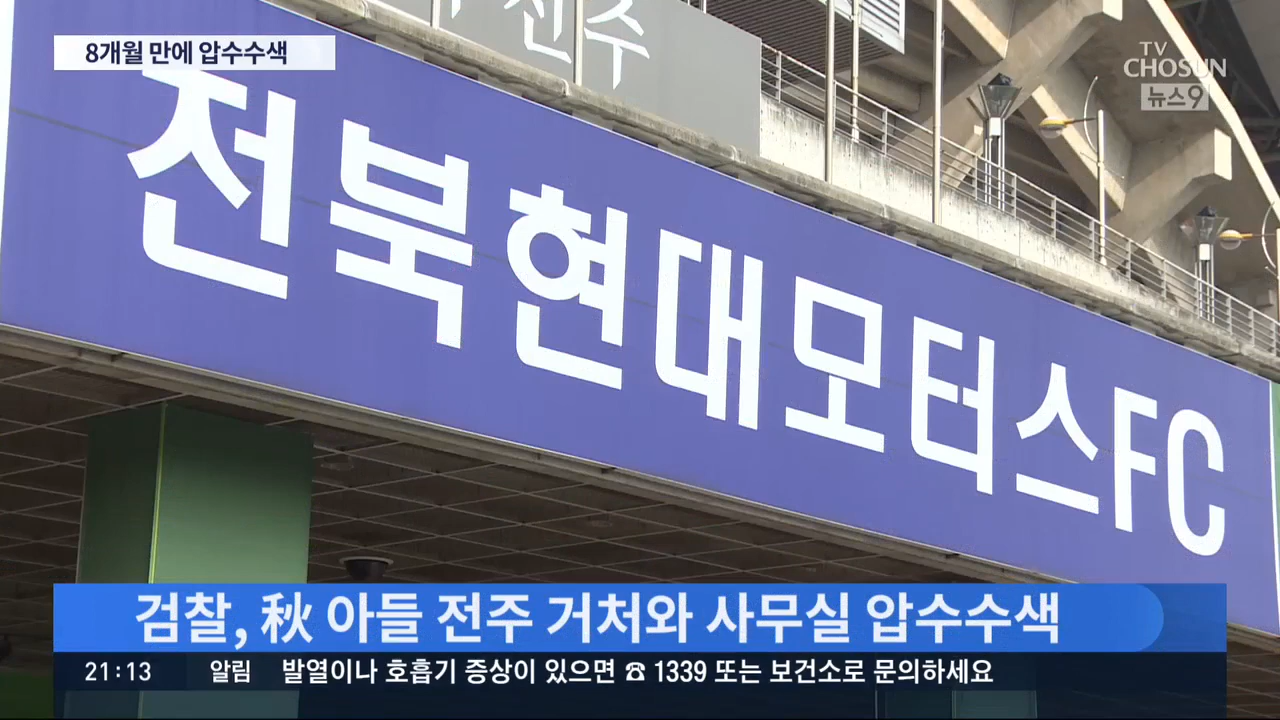 8개월 만에 압수수색
전주
TV
CHOSUN
뉴스9
전북현대모터스FC
검찰, 秋 아들 전주 거처와 사무실 압수수색
21:13 알림 발열이나 호흡기 증상이 있으면 ☎ 1339 또는 보건소로 문의하세요